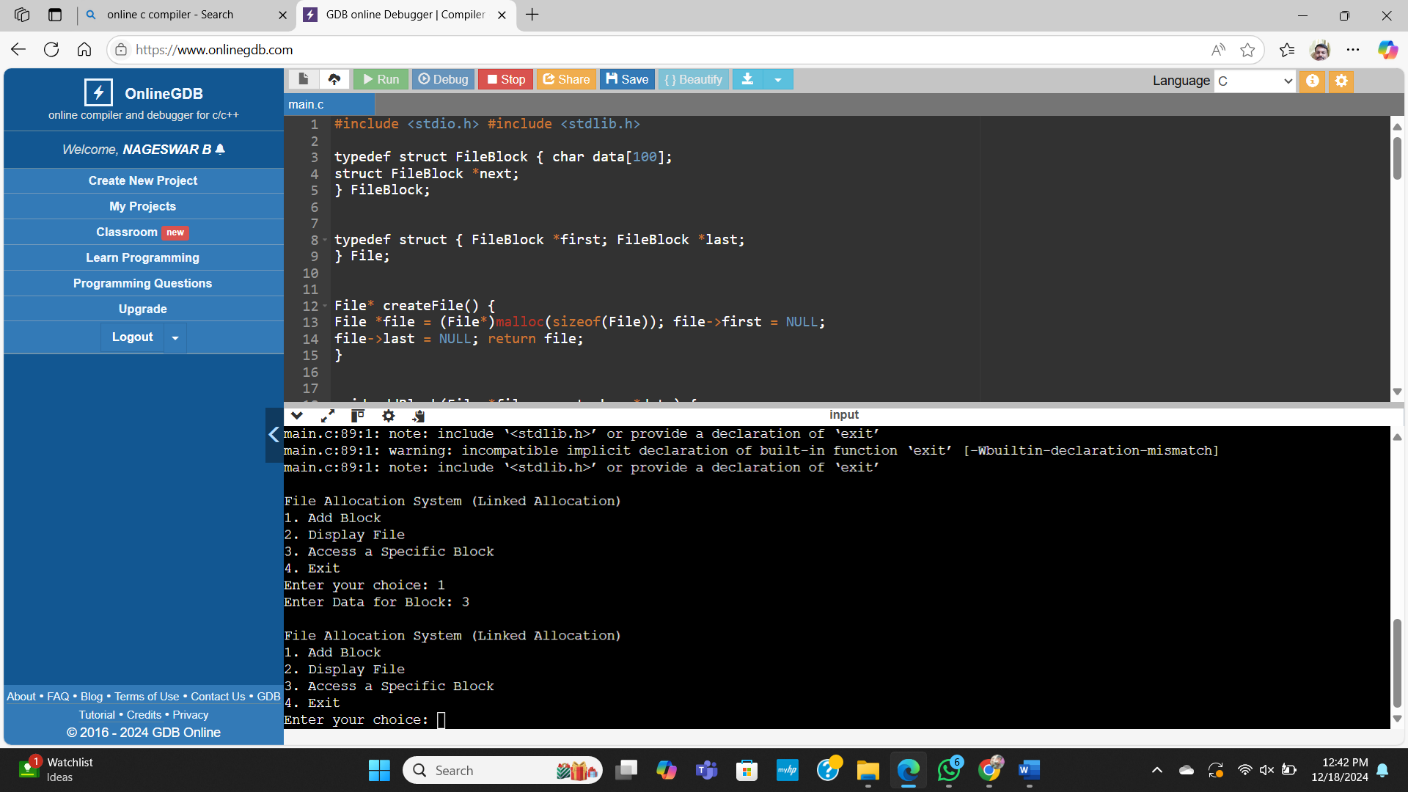 online c compiler - Search
GDB online Debugger | Compiler
https://www.onlinegdb.com
OnlineGDB
online compiler and debugger for c/c++
Welcome, NAGESWAR B
Create New Project
My Projects
Classroom new
Learn Programming
Programming Questions
Upgrade
Logout
About • FAQ • Blog • Terms of Use • Contact Us • GDB
Tutorial • Credits • Privacy
© 2016 - 2024 GDB Online
Run Debug Stop Share Save { } Beautify
Language C
main.c
1 #include <stdio.h> #include <stdlib.h>
2
3 typedef struct FileBlock { char data[100];
4 struct FileBlock *next;
5 } FileBlock;
6
7
8 typedef struct { FileBlock *first; FileBlock *last;
9 } File;
10
11
12 File* createFile() {
13 File *file = (File*)malloc(sizeof(File)); file->first = NULL;
14 file->last = NULL; return file;
15 }
16
17
input
main.c:89:1: note: include ‘<stdlib.h>’ or provide a declaration of ‘exit’
main.c:89:1: warning: incompatible implicit declaration of built-in function ‘exit’ [-Wbuiltin-declaration-mismatch]
main.c:89:1: note: include ‘<stdlib.h>’ or provide a declaration of ‘exit’
File Allocation System (Linked Allocation)
1. Add Block
2. Display File
3. Access a Specific Block
4. Exit
Enter your choice: 1
Enter Data for Block: 3
File Allocation System (Linked Allocation)
1. Add Block
2. Display File
3. Access a Specific Block
4. Exit
Enter your choice:
1
Watchlist
Ideas
Search
myhp
6
12:42 PM
12/18/2024